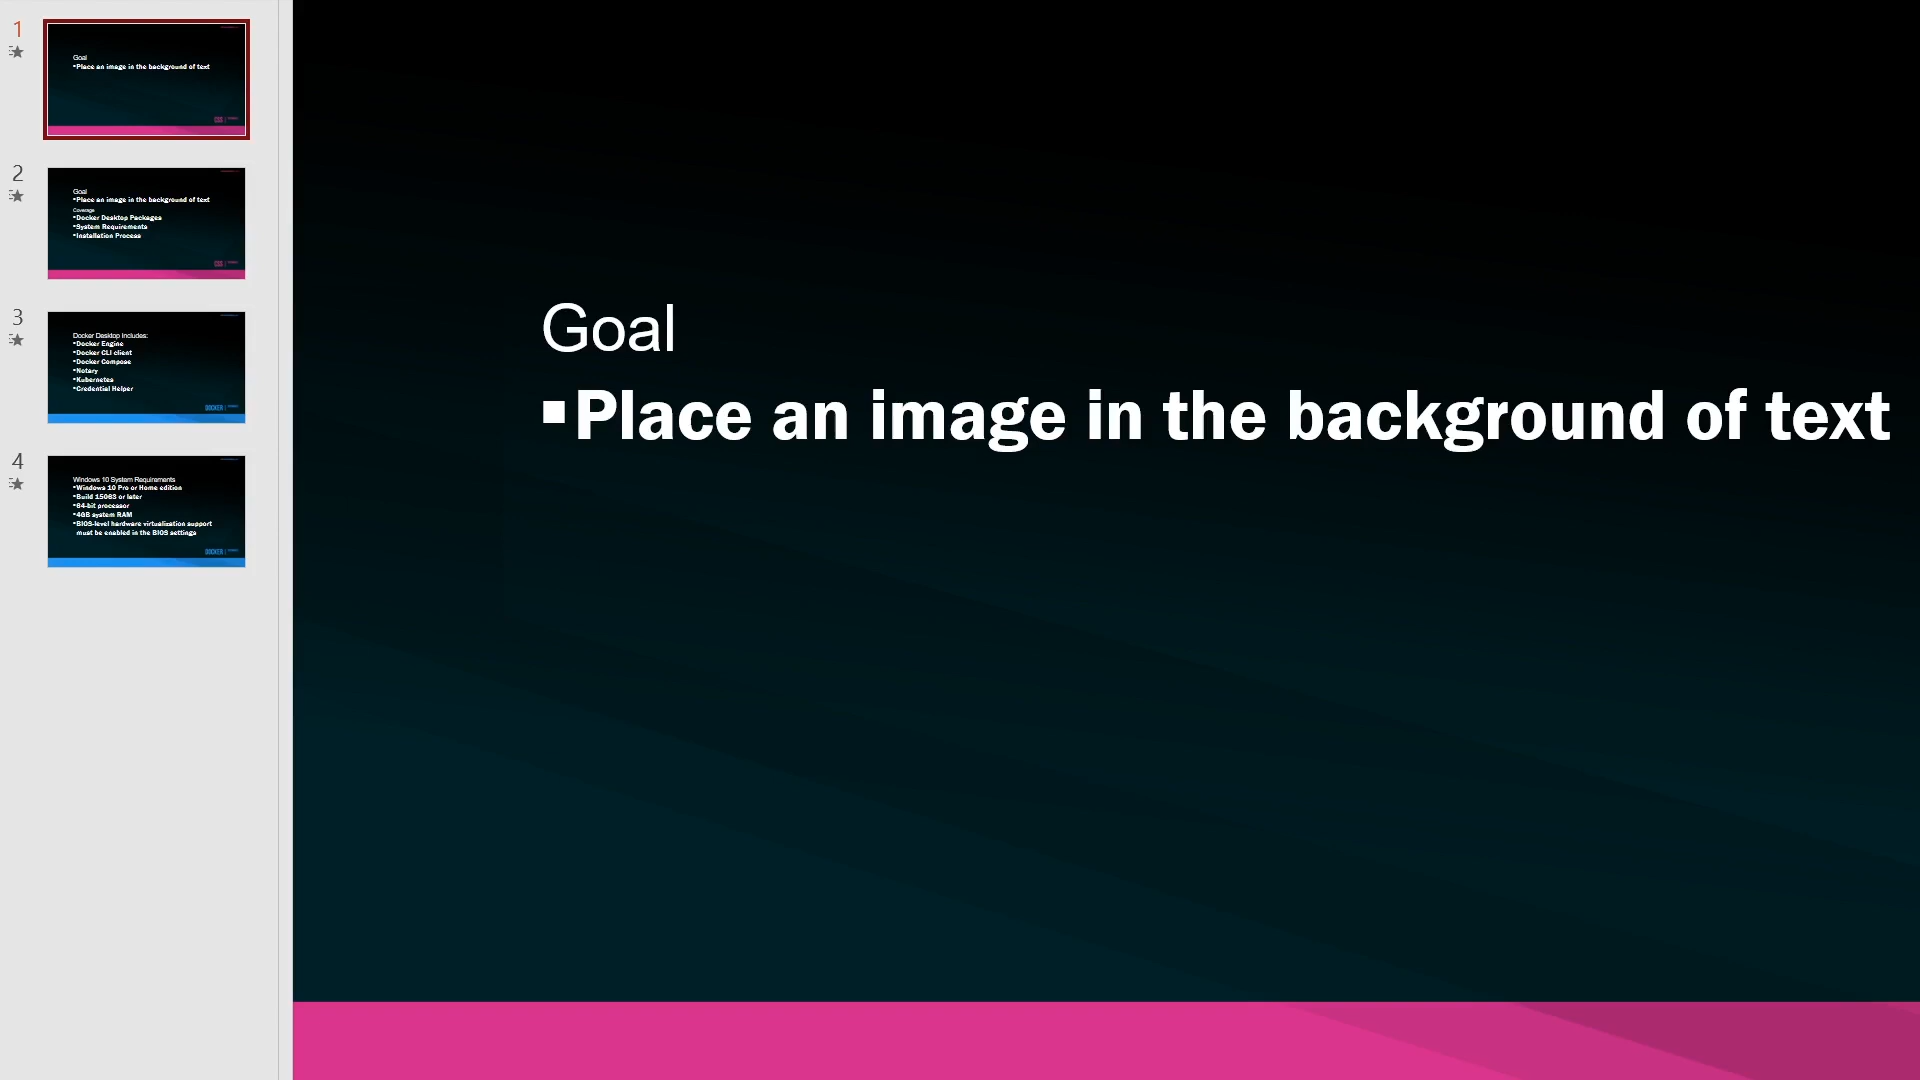 1
Goal
▪Place an image in the background of text
2
Goal
▪Place an image in the background of text
Coverage
▪Docker Desktop Packages
▪System Requirements
▪Installation Process
3
Docker Desktop Includes:
▪Docker Engine
▪Docker CLI client
▪Docker Compose
▪Notary
▪Kubernetes
▪Credential Helper
DOCKER
4
Windows 10 System Requirements
▪Windows 10 Pro or Home edition
▪Build 15063 or later
▪64-bit processor
▪4GB system RAM
▪BIOS-level hardware virtualization support
must be enabled in the BIOS settings
DOCKER
Goal
▪Place an image in the background of text